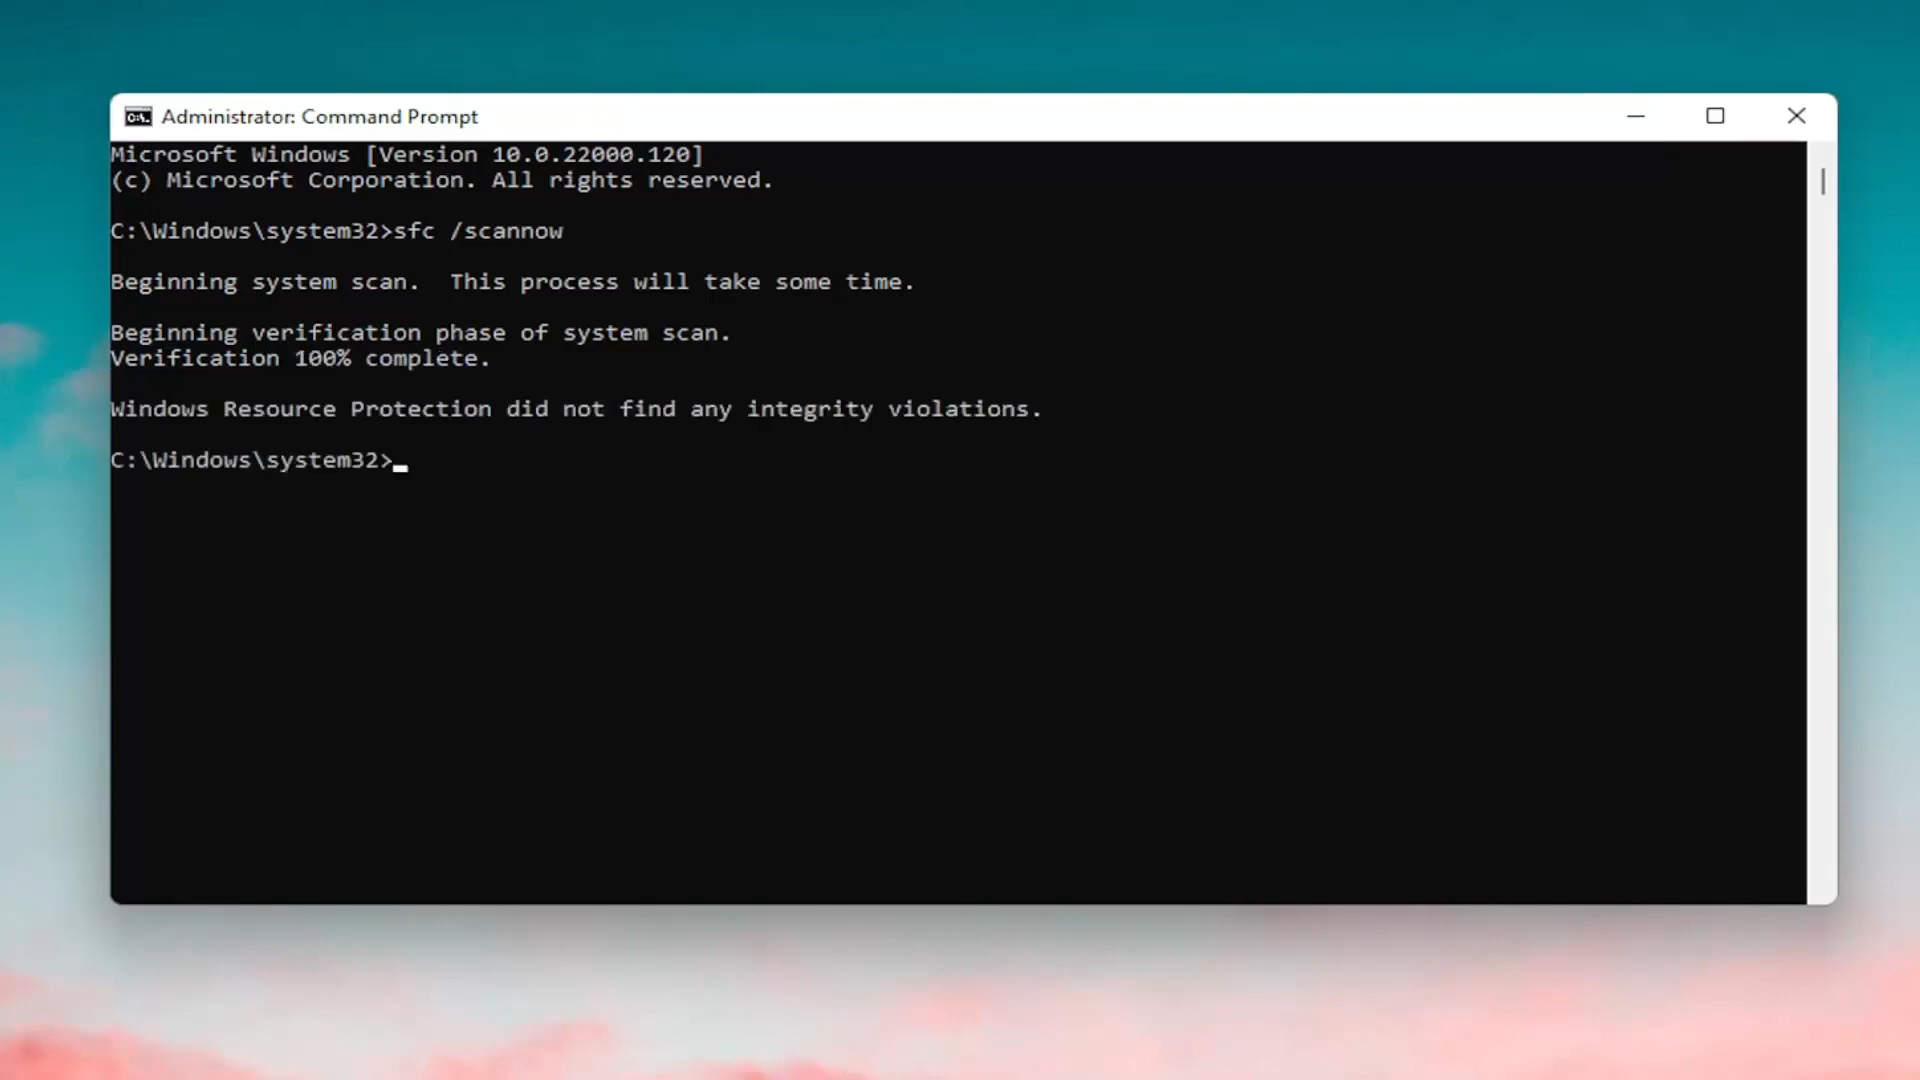 Administrator: Command Prompt
Microsoft Windows [Version 10.0.22000.120]
(c) Microsoft Corporation. All rights reserved.
C:\Windows\system32>sfc /scannow
Beginning system scan.  This process will take some time.
Beginning verification phase of system scan.
Verification 100% complete.
Windows Resource Protection did not find any integrity violations.
C:\Windows\system32>